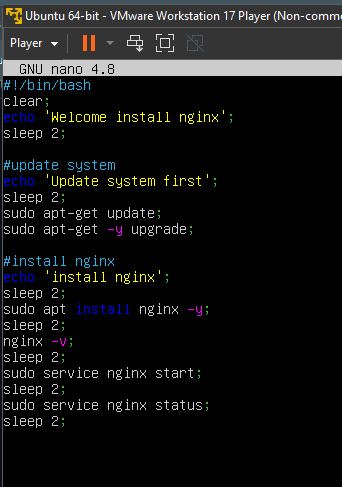 Ubuntu 64-bit - VMware Workstation 17 Player (Non-comme
Player
GNU nano 4.8
#!/bin/bash
clear;
echo 'Welcome install nginx';
sleep 2;
#update system
echo 'Update system first';
sleep 2;
sudo apt-get update;
sudo apt-get -y upgrade;
#install nginx
echo 'install nginx';
sleep 2;
sudo apt install nginx -y;
sleep 2;
nginx -v;
sleep 2;
sudo service nginx start;
sleep 2;
sudo service nginx status;
sleep 2;